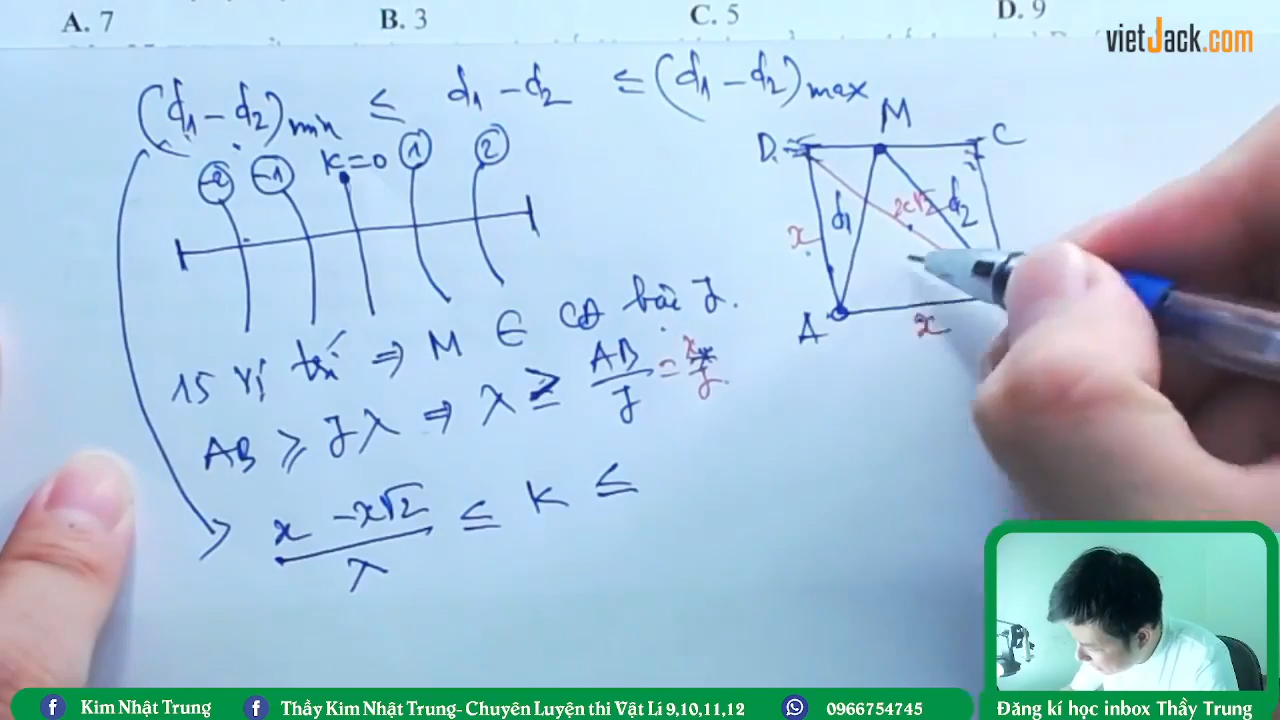 A. 7 B. 3 C. 5 D. 9
vietJack.com
(d₁ - d₂)min ≤ d₁ - d₂ ≤ (d₁ - d₂)max
-2 -1 K=0 1 2
D M C
x d₁ x√2 d₂
A x
15 vị trí ⇒ M ∈ CĐ bậc 7.
AB ≥ 7λ ⇒ λ ≥ AB/7 = x/7
x - x√2 / λ ≤ K ≤
Kim Nhật Trung
Thầy Kim Nhật Trung- Chuyên Luyện thi Vật Lí 9,10,11,12
0966754745
Đăng kí học inbox Thầy Trung